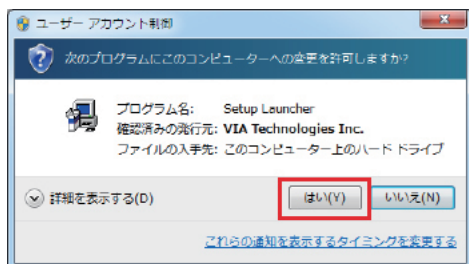 ユーザー アカウント制御
次のプログラムにこのコンピューターへの変更を許可しますか?
プログラム名: Setup Launcher
確認済みの発行元: VIA Technologies Inc.
ファイルの入手先: このコンピューター上のハード ドライブ
詳細を表示する(D)
はい(Y)
いいえ(N)
これらの通知を表示するタイミングを変更する